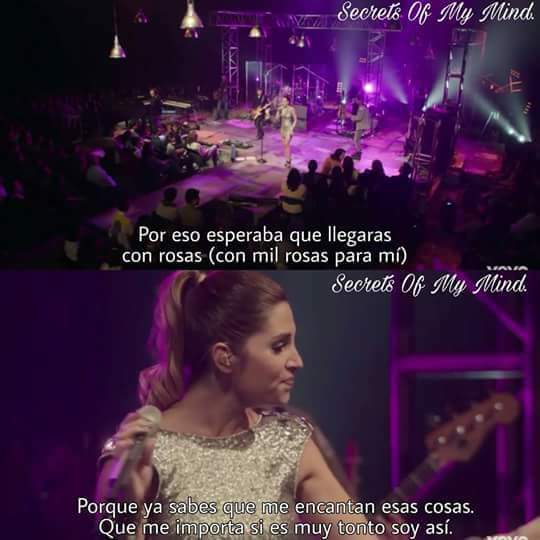 Secrets Of My Mind.
Por eso esperaba que llegaras
con rosas (con mil rosas para mí)
Secrets Of My Mind.
Porque ya sabes que me encantan esas cosas.
Que me importa si es muy tonto soy así.